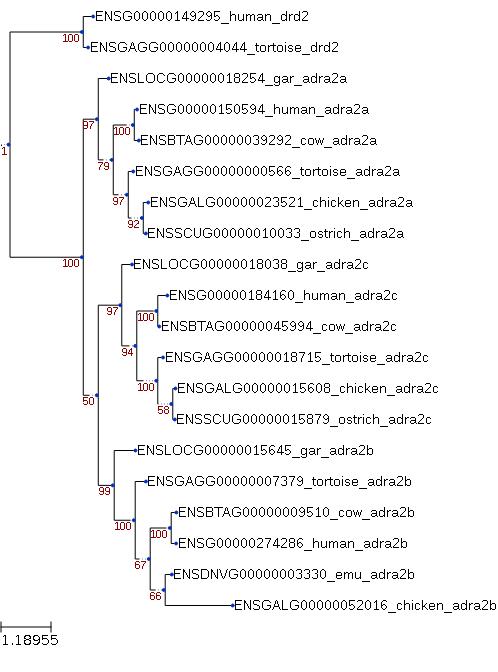 ENSG00000149295_human_drd2
100
ENSGAGG00000004044_tortoise_drd2
ENSLOCG00000018254_gar_adra2a
ENSG00000150594_human_adra2a
97
100
ENSBTAG00000039292_cow_adra2a
1
79
ENSGAGG00000000566_tortoise_adra2a
97
ENSGALG00000023521_chicken_adra2a
92
ENSSCUG00000010033_ostrich_adra2a
100
ENSLOCG00000018038_gar_adra2c
ENSG00000184160_human_adra2c
97
100
ENSBTAG00000045994_cow_adra2c
94
ENSGAGG00000018715_tortoise_adra2c
100
ENSGALG00000015608_chicken_adra2c
50
58
ENSSCUG00000015879_ostrich_adra2c
ENSLOCG00000015645_gar_adra2b
99
ENSGAGG00000007379_tortoise_adra2b
100
ENSBTAG00000009510_cow_adra2b
100
ENSG00000274286_human_adra2b
67
ENSDNVG00000003330_emu_adra2b
66
ENSGALG00000052016_chicken_adra2b
1.18955